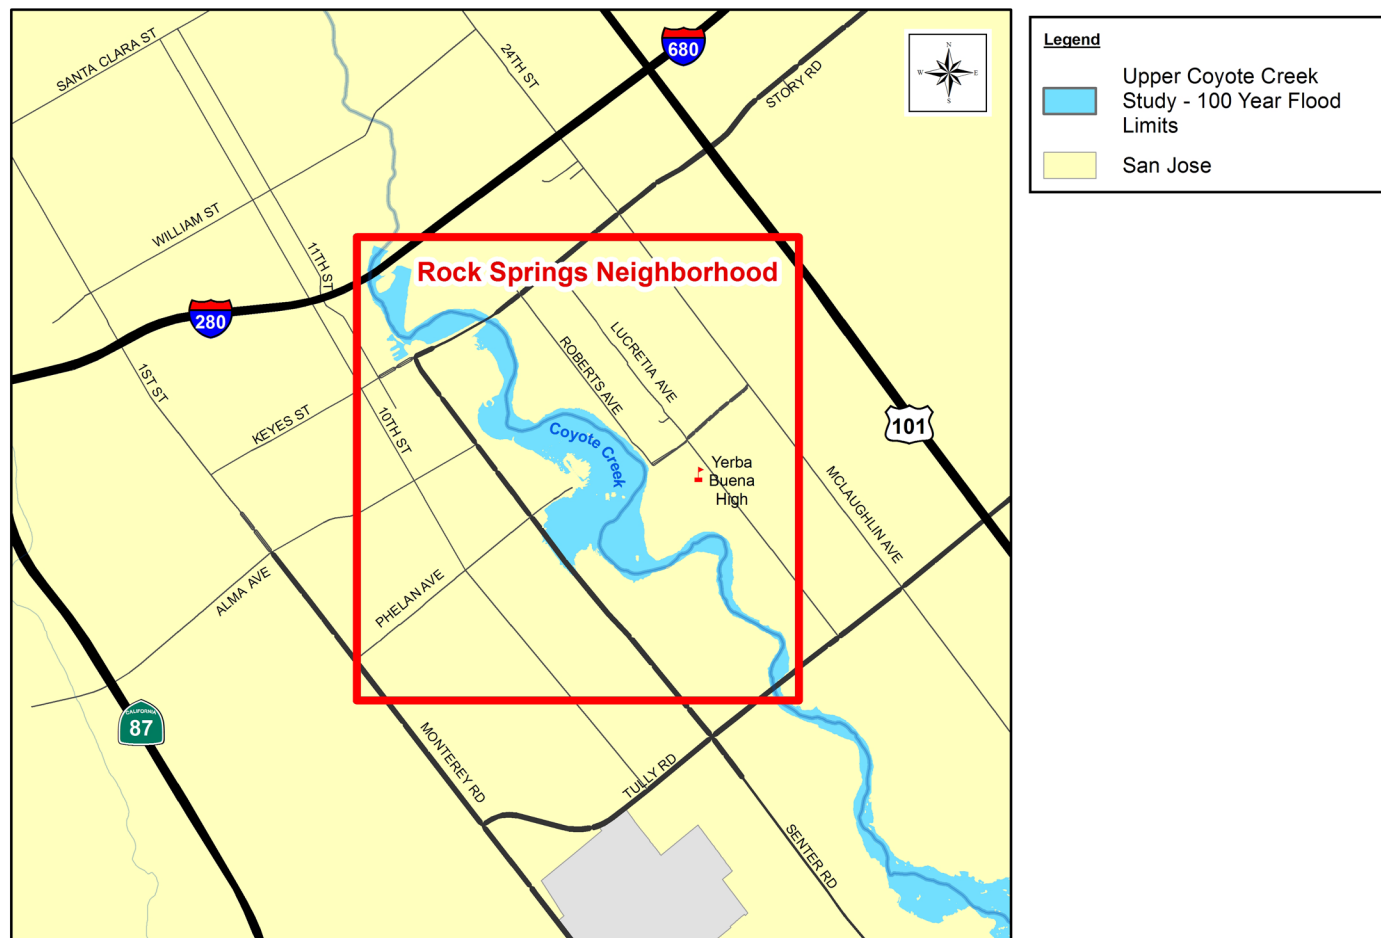 SANTA CLARA ST
24TH ST
680
STORY RD
N
W
E
S
Legend
Upper Coyote Creek
Study - 100 Year Flood
Limits
San Jose
WILLIAM ST
11TH ST
Rock Springs Neighborhood
280
1ST ST
ROBERTS AVE
LUCRETIA AVE
KEYES ST
10TH ST
Coyote Creek
101
Yerba
Buena
High
MCLAUGHLIN AVE
ALMA AVE
PHELAN AVE
CALIFORNIA
87
MONTEREY RD
TULLY RD
SENTER RD